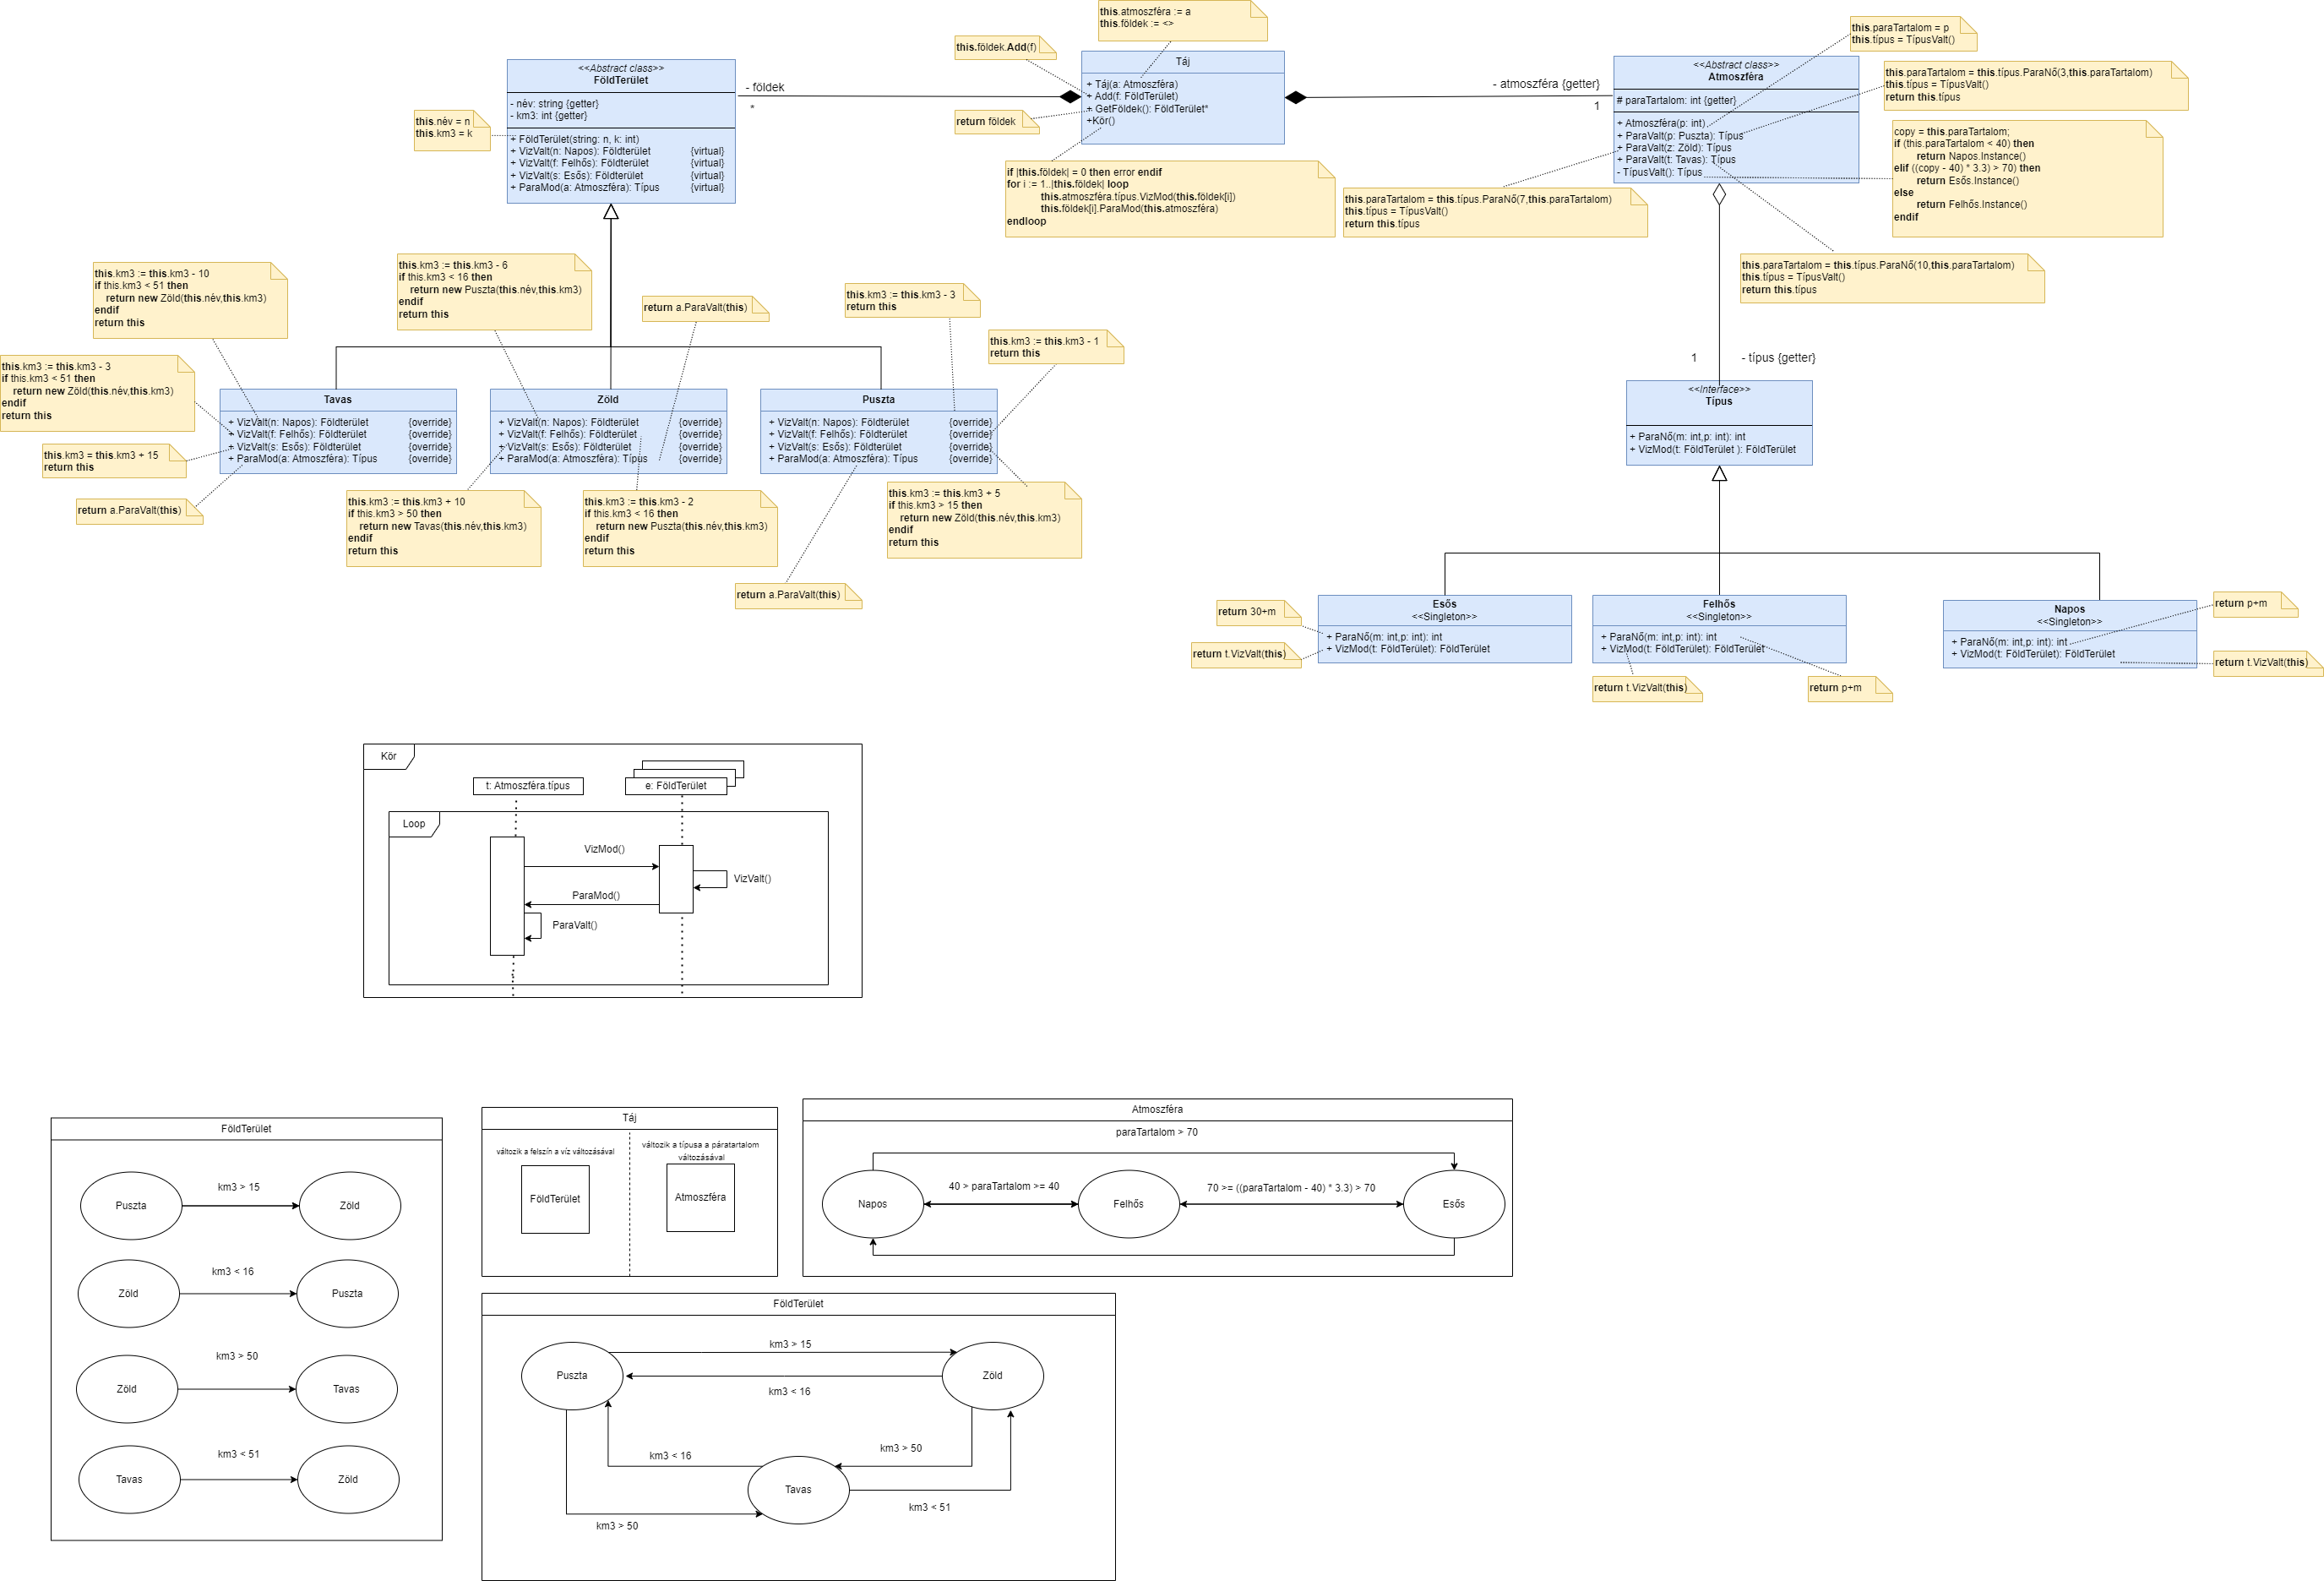 this.atmoszféra := a
this.földek := <>
this.földek.Add(f)
Táj
+ Táj(a: Atmoszféra)
+ Add(f: FöldTerület)
+ GetFöldek(): FöldTerület*
+Kör()
return földek
if |this.földek| = 0 then error endif
for i := 1..|this.földek| loop
this.atmoszféra.típus.VizMod(this.földek[i])
this.földek[i].ParaMod(this.atmoszféra)
endloop
- földek
*
- atmoszféra {getter}
1
<<Abstract class>>
FöldTerület
- név: string {getter}
- km3: int {getter}
+ FöldTerület(string: n, k: int)
+ VizValt(n: Napos): Földterület {virtual}
+ VizValt(f: Felhős): Földterület {virtual}
+ VizValt(s: Esős): Földterület {virtual}
+ ParaMod(a: Atmoszféra): Típus {virtual}
this.név = n
this.km3 = k
<<Abstract class>>
Atmoszféra
# paraTartalom: int {getter}
+ Atmoszféra(p: int)
+ ParaValt(p: Puszta): Típus
+ ParaValt(z: Zöld): Típus
+ ParaValt(t: Tavas): Típus
- TípusValt(): Típus
this.paraTartalom = p
this.típus = TípusValt()
this.paraTartalom = this.típus.ParaNő(3,this.paraTartalom)
this.típus = TípusValt()
return this.típus
copy = this.paraTartalom;
if (this.paraTartalom < 40) then
return Napos.Instance()
elif ((copy - 40) * 3.3) > 70) then
return Esős.Instance()
else
return Felhős.Instance()
endif
this.paraTartalom = this.típus.ParaNő(7,this.paraTartalom)
this.típus = TípusValt()
return this.típus
this.paraTartalom = this.típus.ParaNő(10,this.paraTartalom)
this.típus = TípusValt()
return this.típus
1
- típus {getter}
this.km3 := this.km3 - 10
if this.km3 < 51 then
return new Zöld(this.név,this.km3)
endif
return this
this.km3 := this.km3 - 6
if this.km3 < 16 then
return new Puszta(this.név,this.km3)
endif
return this
return a.ParaValt(this)
this.km3 := this.km3 - 3
return this
this.km3 := this.km3 - 1
return this
this.km3 := this.km3 - 3
if this.km3 < 51 then
return new Zöld(this.név,this.km3)
endif
return this
Tavas
+ VizValt(n: Napos): Földterület {override}
+ VizValt(f: Felhős): Földterület {override}
+ VizValt(s: Esős): Földterület {override}
+ ParaMod(a: Atmoszféra): Típus {override}
Zöld
+ VizValt(n: Napos): Földterület {override}
+ VizValt(f: Felhős): Földterület {override}
+ VizValt(s: Esős): Földterület {override}
+ ParaMod(a: Atmoszféra): Típus {override}
Puszta
+ VizValt(n: Napos): Földterület {override}
+ VizValt(f: Felhős): Földterület {override}
+ VizValt(s: Esős): Földterület {override}
+ ParaMod(a: Atmoszféra): Típus {override}
this.km3 = this.km3 + 15
return this
return a.ParaValt(this)
this.km3 := this.km3 + 10
if this.km3 > 50 then
return new Tavas(this.név,this.km3)
endif
return this
this.km3 := this.km3 - 2
if this.km3 < 16 then
return new Puszta(this.név,this.km3)
endif
return this
this.km3 := this.km3 + 5
if this.km3 > 15 then
return new Zöld(this.név,this.km3)
endif
return this
return a.ParaValt(this)
<<Interface>>
Típus
+ ParaNő(m: int,p: int): int
+ VizMod(t: FöldTerület ): FöldTerület
return 30+m
return t.VizValt(this)
Esős
<<Singleton>>
+ ParaNő(m: int,p: int): int
+ VizMod(t: FöldTerület): FöldTerület
Felhős
<<Singleton>>
+ ParaNő(m: int,p: int): int
+ VizMod(t: FöldTerület): FöldTerület
return t.VizValt(this)
return p+m
Napos
<<Singleton>>
+ ParaNő(m: int,p: int): int
+ VizMod(t: FöldTerület): FöldTerület
return p+m
return t.VizValt(this)
Kör
t: Atmoszféra.típus
e: FöldTerület
Loop
VizMod()
VizValt()
ParaMod()
ParaValt()
FöldTerület
Puszta
km3 > 15
Zöld
Zöld
km3 < 16
Puszta
Zöld
km3 > 50
Tavas
Tavas
km3 < 51
Zöld
Táj
változik a felszín a víz változásával
FöldTerület
változik a típusa a páratartalom
változásával
Atmoszféra
Atmoszféra
paraTartalom > 70
Napos
40 > paraTartalom >= 40
Felhős
70 >= ((paraTartalom - 40) * 3.3) > 70
Esős
FöldTerület
km3 > 15
Puszta
Zöld
km3 < 16
km3 < 16
km3 > 50
Tavas
km3 < 51
km3 > 50